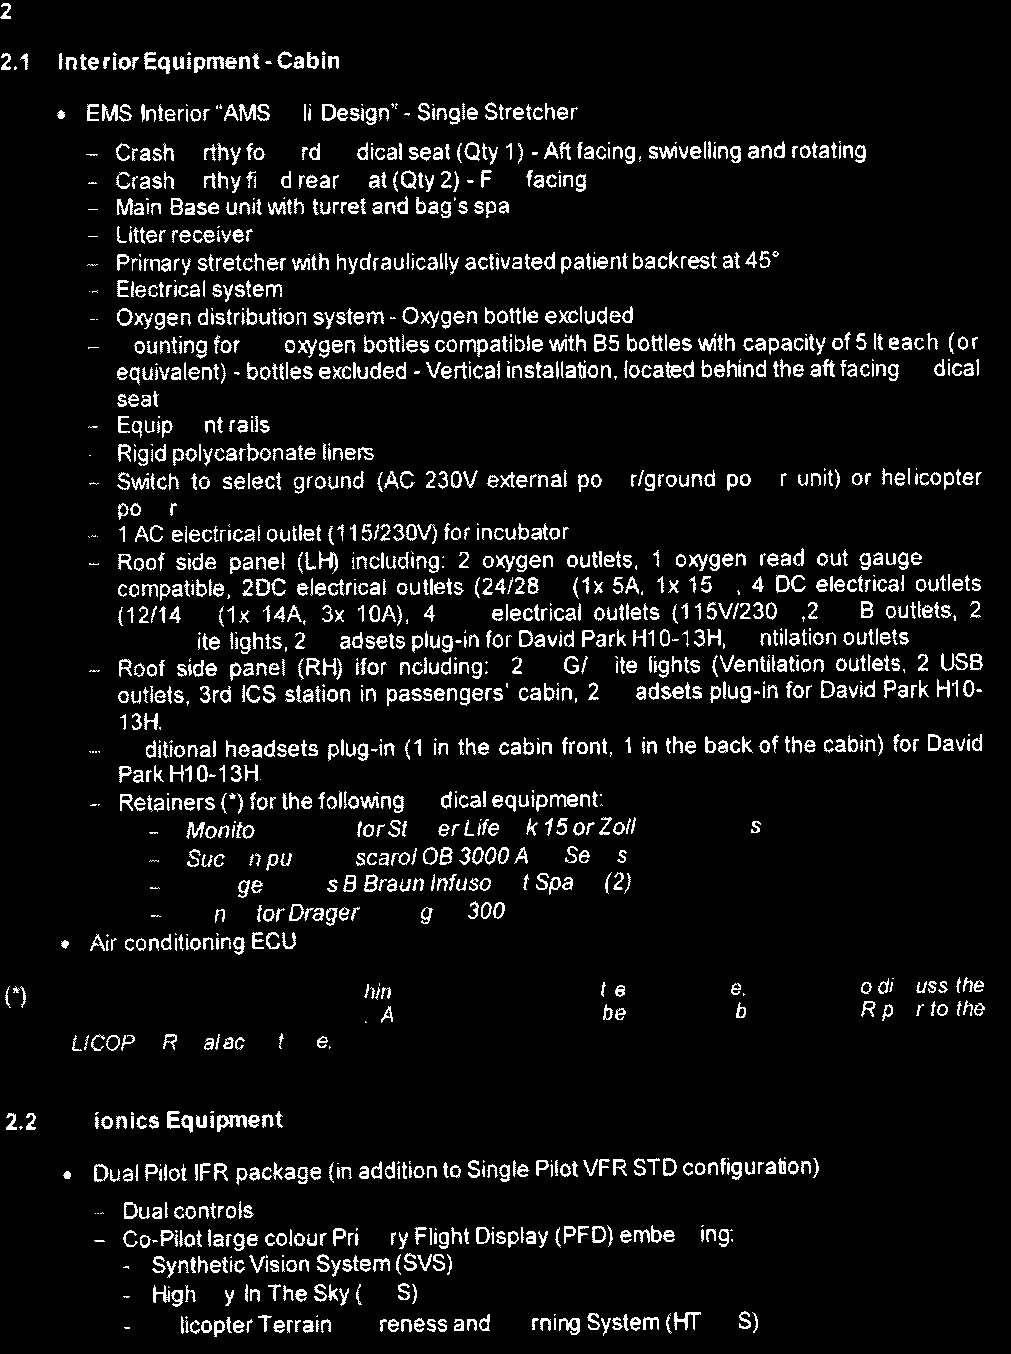 2
2.1 Interior Equipment - Cabin
• EMS Interior "AMS li Design" - Single Stretcher
– Crash rthy fo rd dical seat (Qty 1) - Aft facing, swivelling and rotating
– Crash rthy fi d rear at (Qty 2) - F facing
– Main Base unit with turret and bag's spa
– Litter receiver
– Primary stretcher with hydraulically activated patient backrest at 45°
– Electrical system
– Oxygen distribution system - Oxygen bottle excluded
– ounting for oxygen bottles compatible with B5 bottles with capacity of 5 lt each (or
equivalent) - bottles excluded - Vertical installation, located behind the aft facing dical
seat
– Equip nt rails
- Rigid polycarbonate liners
– Switch to select ground (AC 230V external po r/ground po r unit) or helicopter
po r
– 1 AC electrical outlet (115/230V) for incubator
– Roof side panel (LH) including: 2 oxygen outlets, 1 oxygen read out gauge
compatible, 2DC electrical outlets (24/28 (1x 5A, 1x 15 , 4 DC electrical outlets
(12/14 (1x 14A, 3x 10A), 4 electrical outlets (115V/230 ,2 B outlets, 2
ite lights, 2 adsets plug-in for David Park H10-13H, ntilation outlets
– Roof side panel (RH) ifor ncluding: 2 G/ ite lights (Ventilation outlets, 2 USB
outlets, 3rd ICS station in passengers' cabin, 2 adsets plug-in for David Park H10-
13H.
– ditional headsets plug-in (1 in the cabin front, 1 in the back of the cabin) for David
Park H10-13H.
– Retainers (*) for the following dical equipment:
– Monito tor St er Life k 15 or Zoll s
– Suc n pu scarol OB 3000 A Se s
– ge s B Braun Infuso t Spa (2)
– n tor Drager g 300
• Air conditioning ECU
(*) hin t e e. o di uss the
. A be b R p r to the
LICOP R al ac t e.
2.2 ionics Equipment
• Dual Pilot IFR package (in addition to Single Pilot VFR STD configuration)
– Dual controls
– Co-Pilot large colour Pri ry Flight Display (PFD) embe ing:
- Synthetic Vision System (SVS)
- High y In The Sky ( S)
- licopter Terrain reness and rning System (HT S)